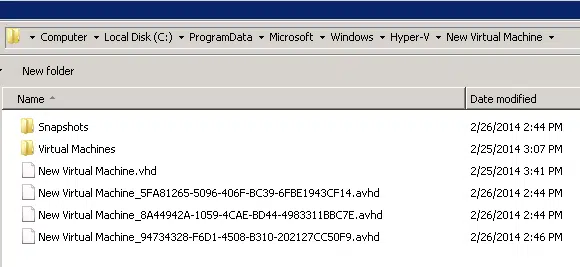 Computer Local Disk (C:) ProgramData Microsoft Windows Hyper-V New Virtual Machine
New folder
Name Date modified
Snapshots 2/26/2014 2:44 PM
Virtual Machines 2/25/2014 3:07 PM
New Virtual Machine.vhd 2/25/2014 3:41 PM
New Virtual Machine_5FA81265-5096-406F-BC39-6FBE1943CF14.avhd 2/26/2014 2:44 PM
New Virtual Machine_8A44942A-1059-4CAE-BD44-4983311BBC7E.avhd 2/26/2014 2:44 PM
New Virtual Machine_94734328-F6D1-4508-B310-202127CC50F9.avhd 2/26/2014 2:46 PM